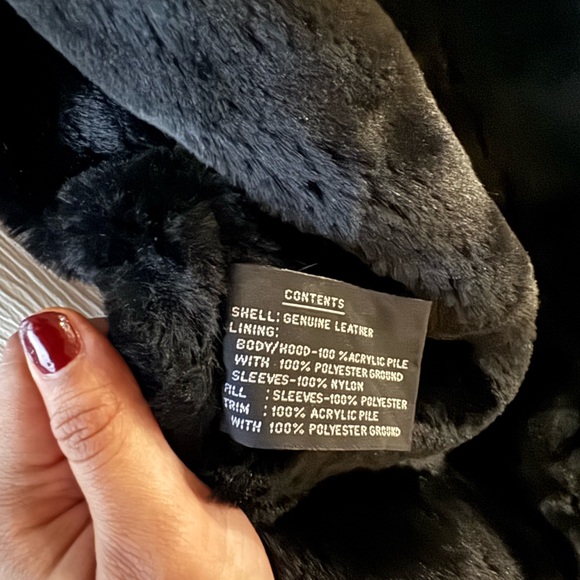 CONTENTS
SHELL: GENUINE LEATHER
LINING:
BODY/HOOD-100 % ACRYLIC PILE
WITH 100% POLYESTER GROUND
SLEEVES-100% NYLON
FILL : SLEEVES-100% POLYESTER
TRIM : 100% ACRYLIC PILE
WITH 100% POLYESTER GROUND